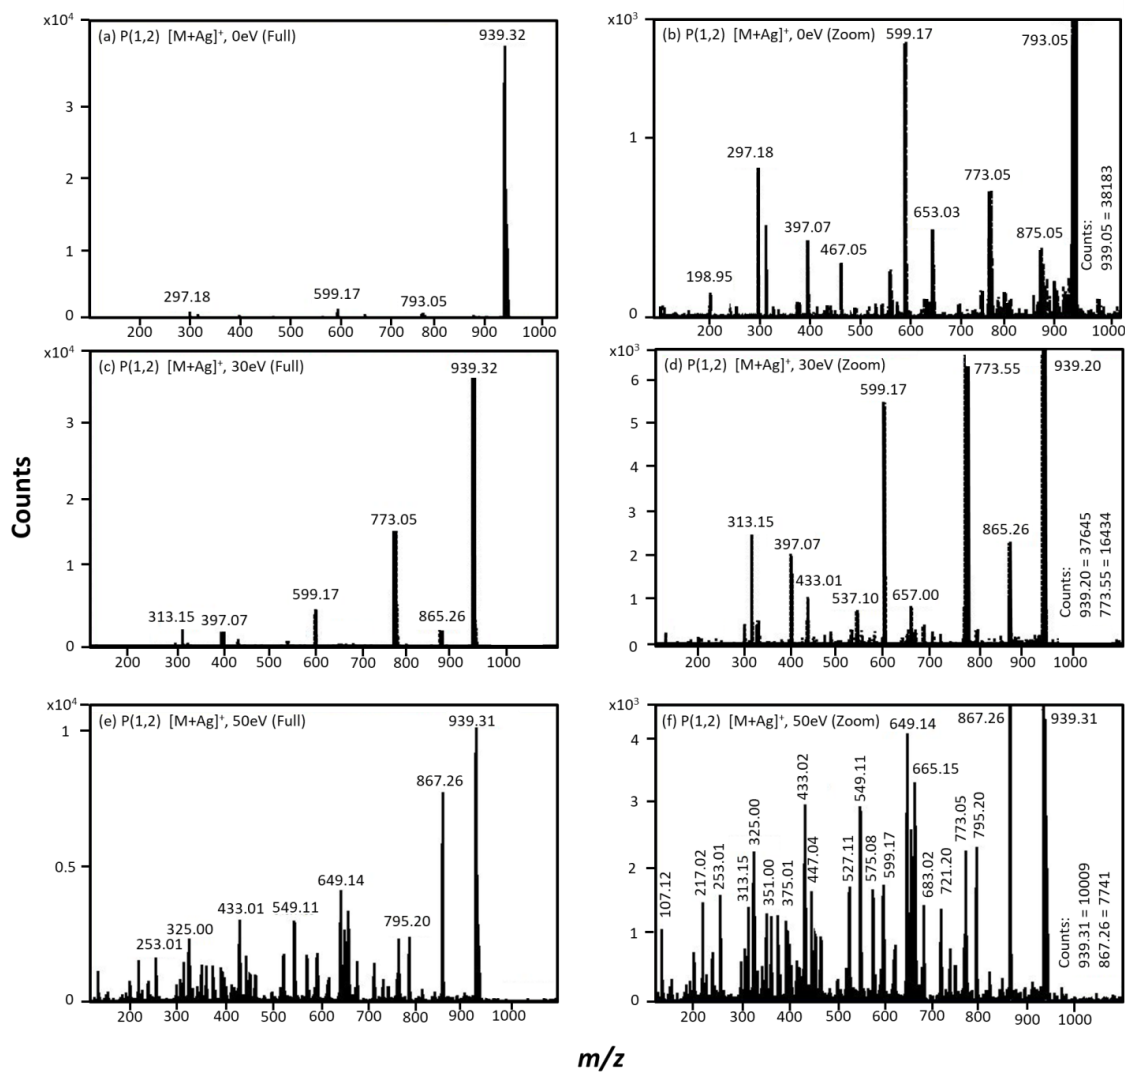 x10⁴
(a) P(1,2) [M+Ag]⁺, 0eV (Full)
939.32
3
2
1
0
297.18
599.17
793.05
200 300 400 500 600 700 800 900 1000
x10³
(b) P(1,2) [M+Ag]⁺, 0eV (Zoom)
599.17
793.05
1
297.18
773.05
653.03
397.07
467.05
875.05
198.95
0
Counts:
939.05 = 38183
200 300 400 500 600 700 800 900 1000
Counts
x10⁴
(c) P(1,2) [M+Ag]⁺, 30eV (Full)
939.32
3
2
1
0
773.05
599.17
313.15
397.07
865.26
200 300 400 500 600 700 800 900 1000
x10³
(d) P(1,2) [M+Ag]⁺, 30eV (Zoom)
773.55
939.20
599.17
6
5
4
3
2
1
0
313.15
397.07
865.26
433.01
537.10
657.00
Counts:
939.20 = 37645
773.55 = 16434
200 300 400 500 600 700 800 900 1000
x10⁴
(e) P(1,2) [M+Ag]⁺, 50eV (Full)
939.31
1
867.26
0.5
649.14
433.01
549.11
325.00
253.01
795.20
0
200 300 400 500 600 700 800 900 1000
x10³
(f) P(1,2) [M+Ag]⁺, 50eV (Zoom)
867.26
939.31
649.14
4
3
2
1
0
107.12
217.02
253.01
313.15
325.00
351.00
375.01
433.02
447.04
527.11
549.11
575.08
599.17
665.15
683.02
721.20
773.05
795.20
Counts:
939.31 = 10009
867.26 = 7741
200 300 400 500 600 700 800 900 1000
m/z